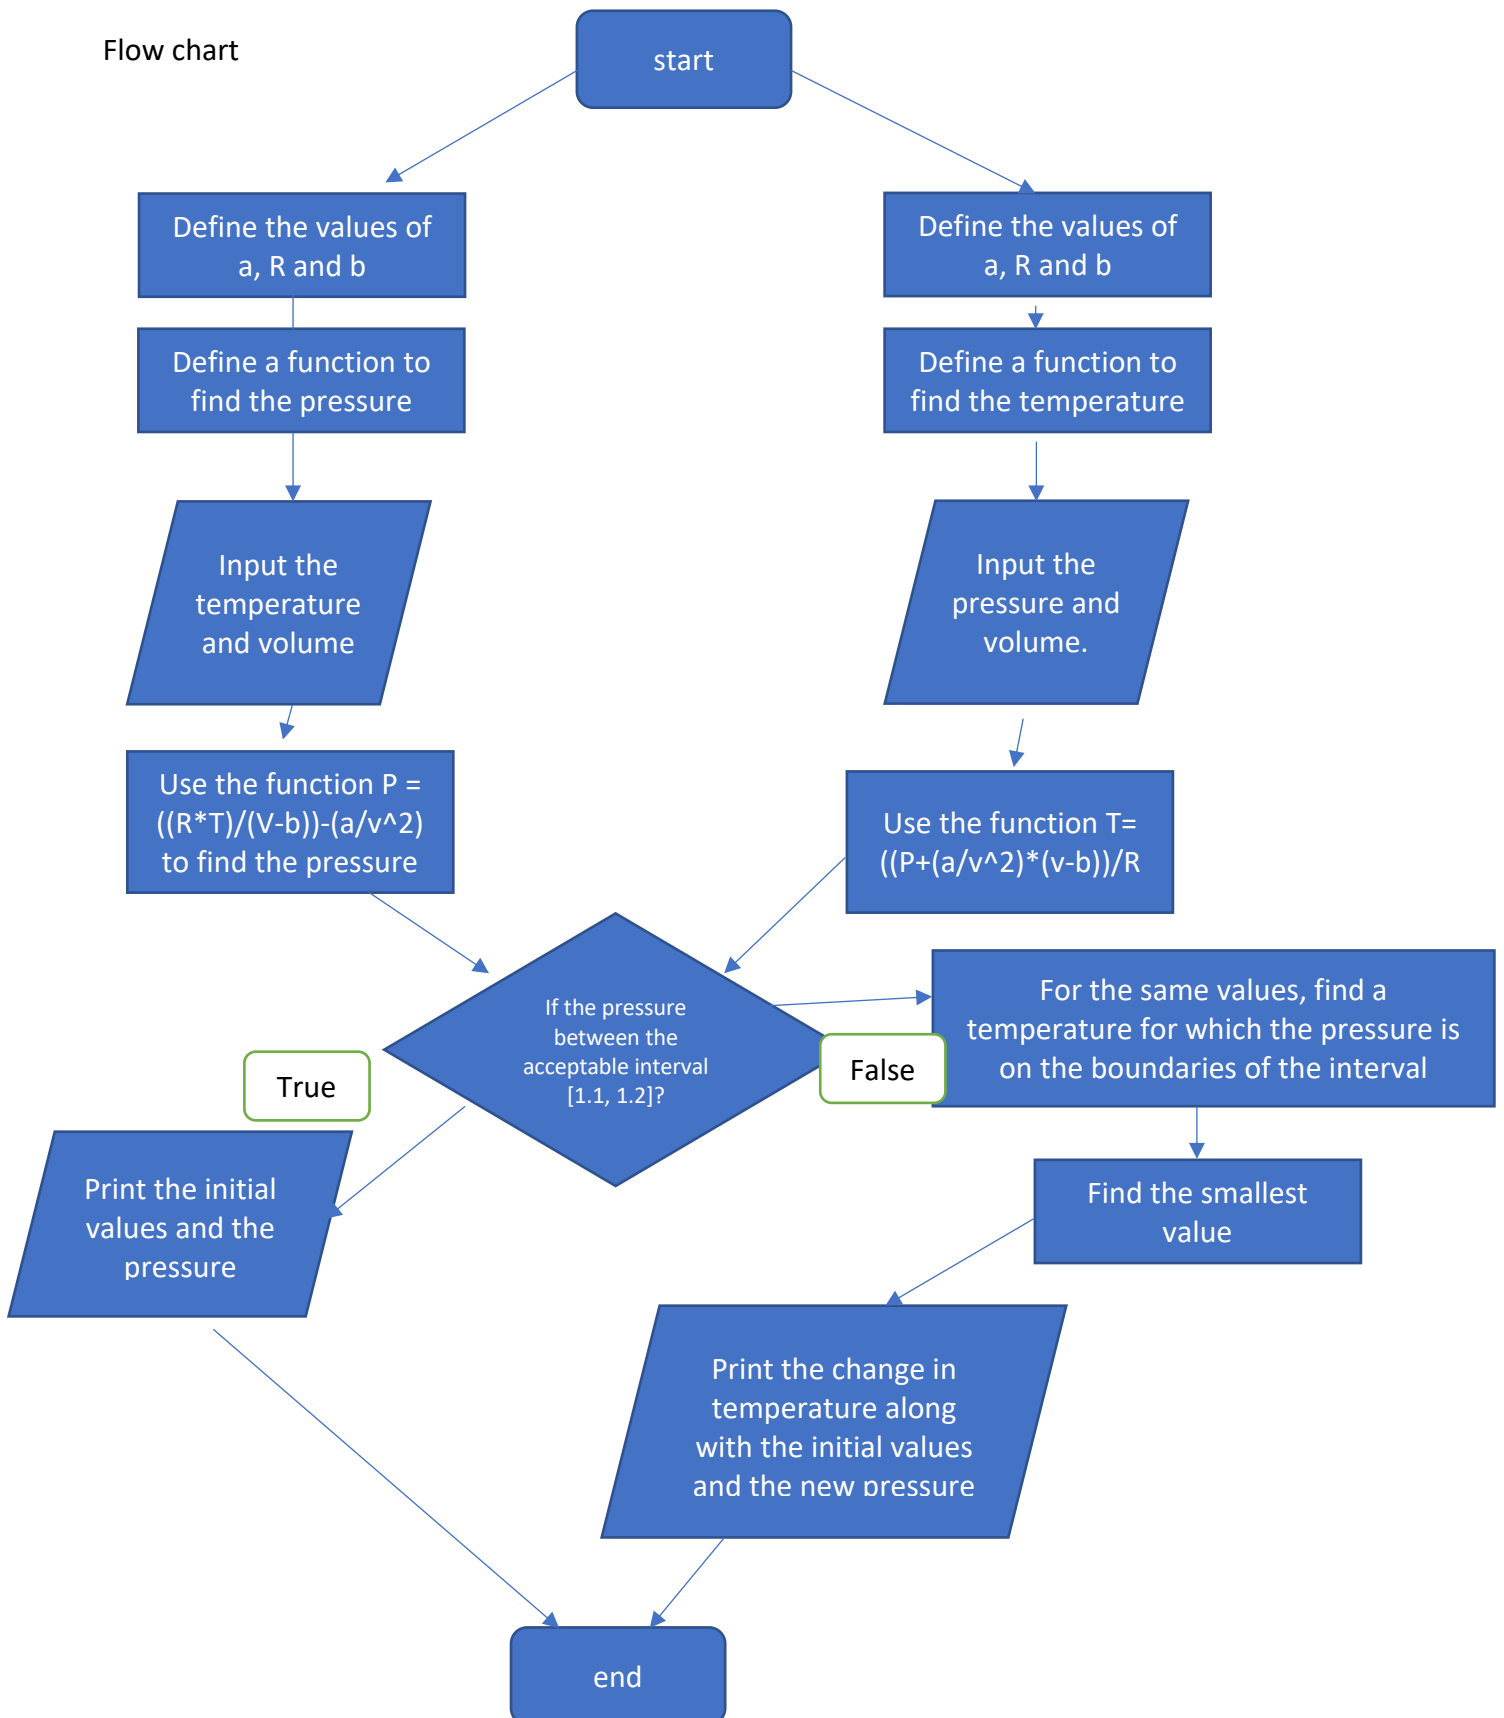 Flow chart
start
Define the values of
a, R and b
Define the values of
a, R and b
Define a function to
find the pressure
Define a function to
find the temperature
Input the
temperature
and volume
Input the
pressure and
volume.
Use the function P =
((R*T)/(V-b))-(a/v^2)
to find the pressure
Use the function T=
((P+(a/v^2)*(v-b))/R
If the pressure
between the
acceptable interval
[1.1, 1.2]?
For the same values, find a
temperature for which the pressure is
on the boundaries of the interval
True
False
Print the initial
values and the
pressure
Find the smallest
value
Print the change in
temperature along
with the initial values
and the new pressure
end